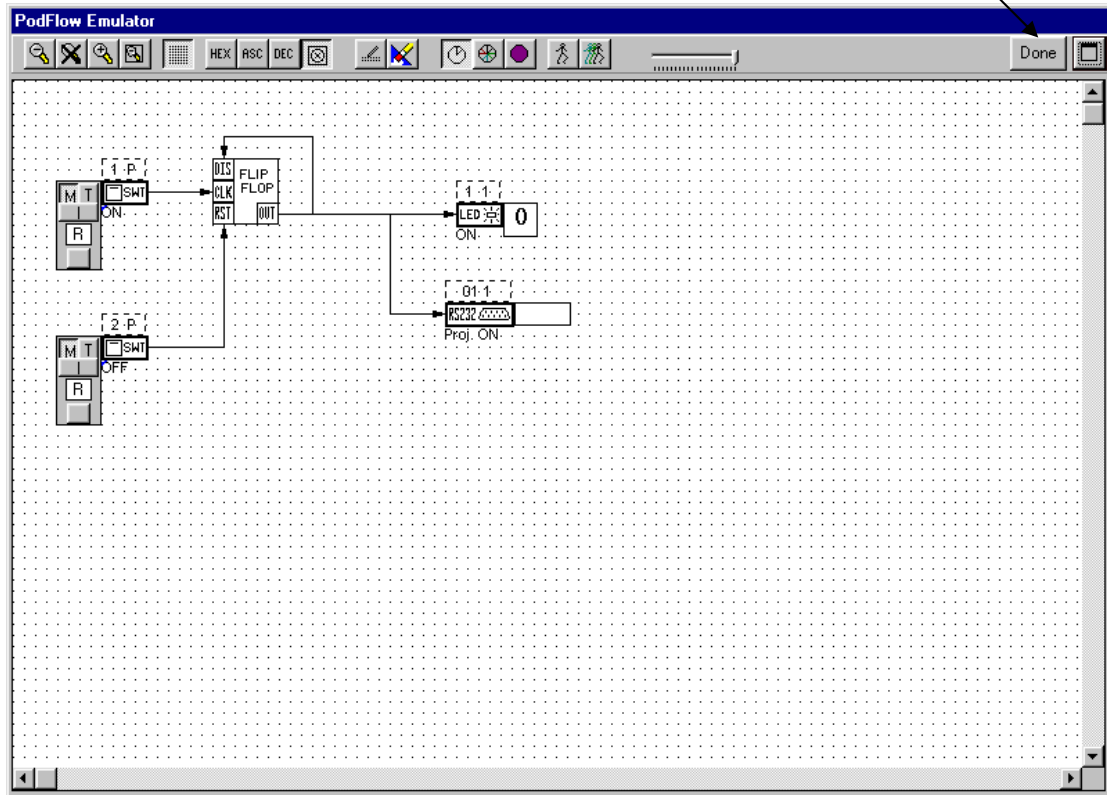 PodFlow Emulator
HEX ASC DEC
Done
1 P
M T SWT
ON
R
DIS FLIP
CLK FLOP
RST OUT
1 1
LED 0
ON
01 1
RS232
Proj. ON
2 P
M T SWT
OFF
R